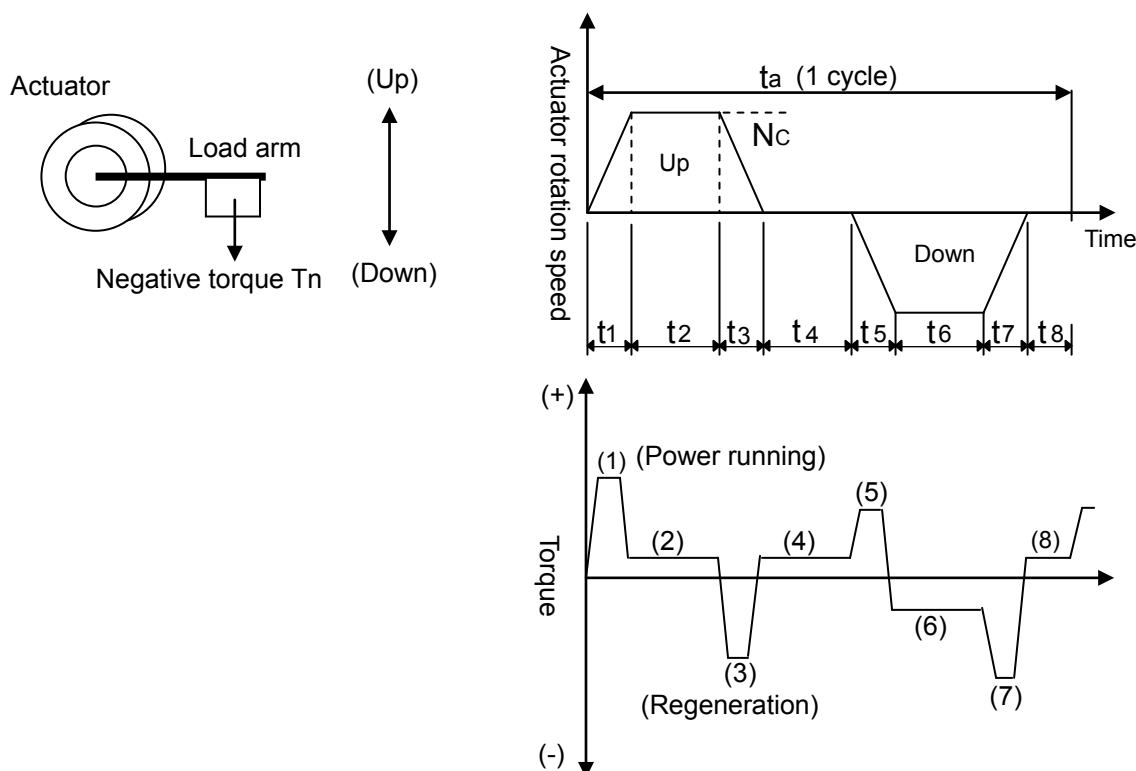 Actuator
(Up)
Load arm
Negative torque Tn
(Down)
Actuator rotation speed
ta (1 cycle)
Nc
Up
Down
Time
t1 t2 t3 t4 t5 t6 t7 t8
(+)
Torque
(1) (Power running)
(2)
(3)
(Regeneration)
(4)
(5)
(6)
(7)
(8)
(-)